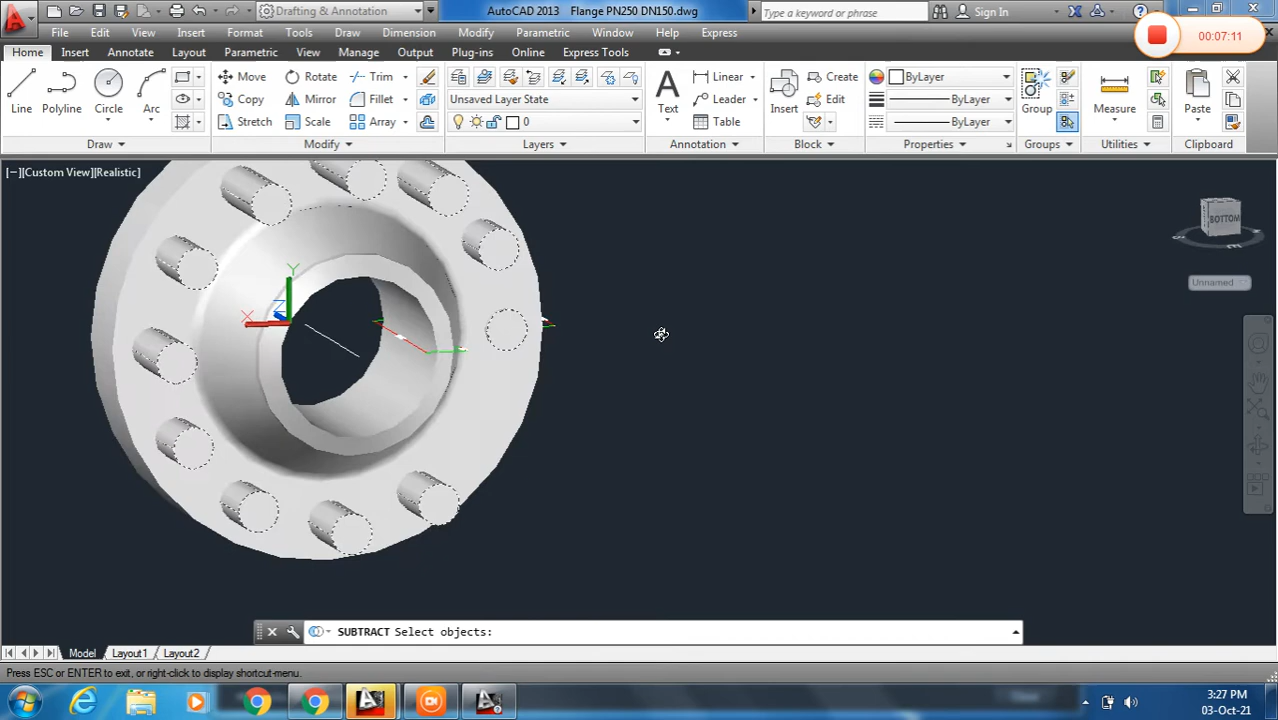 Drafting & Annotation
AutoCAD 2013 Flange PN250 DN150.dwg
Type a keyword or phrase
Sign In
00:07:11
File Edit View Insert Format Tools Draw Dimension Modify Parametric Window Help Express
Home Insert Annotate Layout Parametric View Manage Output Plug-ins Online Express Tools
Line Polyline Circle Arc
Move Rotate Trim
Copy Mirror Fillet
Stretch Scale Array
Unsaved Layer State
0
Text
Linear
Leader
Table
Insert
Create
Edit
ByLayer
ByLayer
ByLayer
Group
Measure
Paste
Draw Modify Layers Annotation Block Properties Groups Utilities Clipboard
[−][Custom View][Realistic]
BOTTOM
Unnamed
Y
X
Z
SUBTRACT Select objects:
Model Layout1 Layout2
Press ESC or ENTER to exit, or right-click to display shortcut-menu.
3:27 PM
03-Oct-21